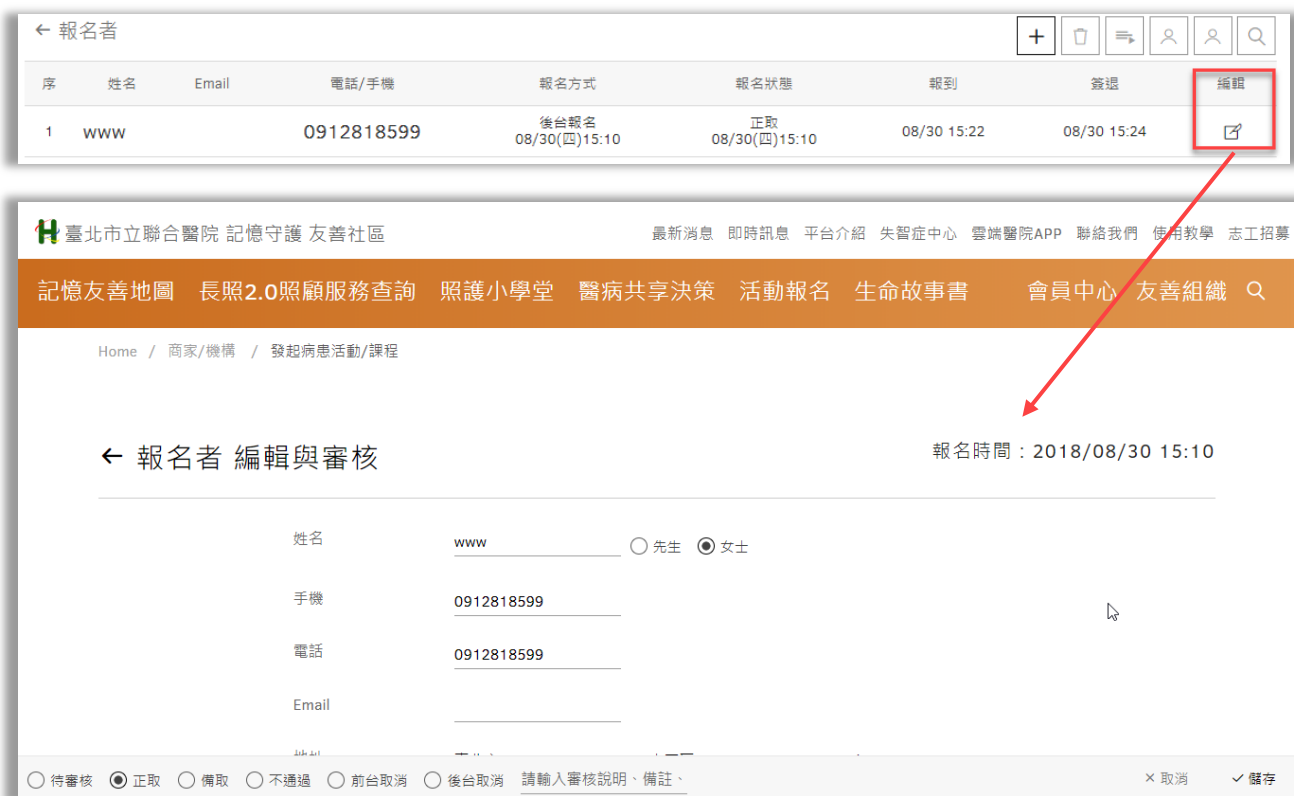 ← 報名者
序 姓名 Email 電話/手機 報名方式 報名狀態 報到 簽退 編輯
1 www 0912818599 後台報名 正取 08/30 15:22 08/30 15:24
08/30(四)15:10 08/30(四)15:10
臺北市立聯合醫院 記憶守護 友善社區 最新消息 即時訊息 平台介紹 失智症中心 雲端醫院APP 聯絡我們 使用教學 志工招募
記憶友善地圖 長照2.0照顧服務查詢 照護小學堂 醫病共享決策 活動報名 生命故事書 會員中心 友善組織
Home / 商家/機構 / 發起病患活動/課程
← 報名者 編輯與審核 報名時間：2018/08/30 15:10
姓名 www 先生 女士
手機 0912818599
電話 0912818599
Email
待審核 正取 備取 不通過 前台取消 後台取消 請輸入審核說明、備註、 × 取消 ✓ 儲存